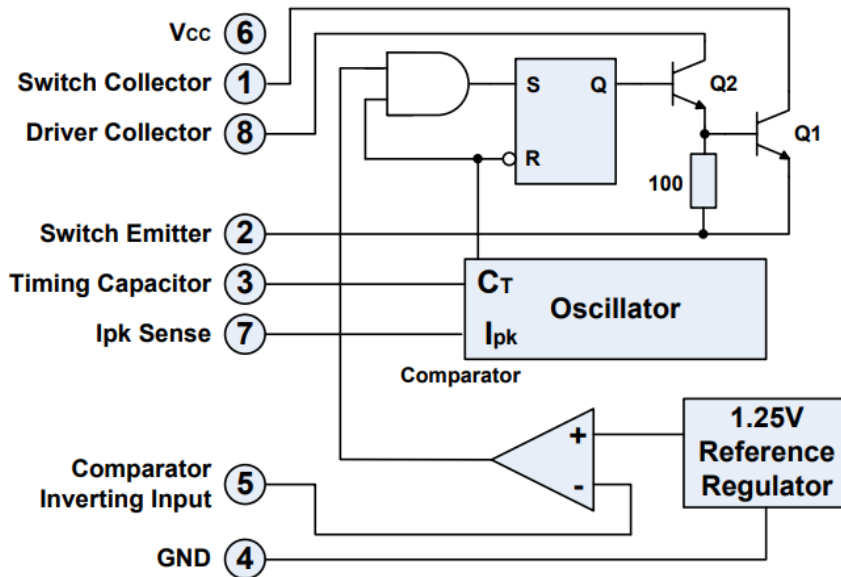 Vcc 6
Switch Collector 1
Driver Collector 8
S Q
R
Q2
Q1
100
Switch Emitter 2
Timing Capacitor 3
CT
Oscillator
Ipk Sense 7
Ipk
Comparator
+
-
1.25V
Reference
Regulator
Comparator
Inverting Input 5
GND 4